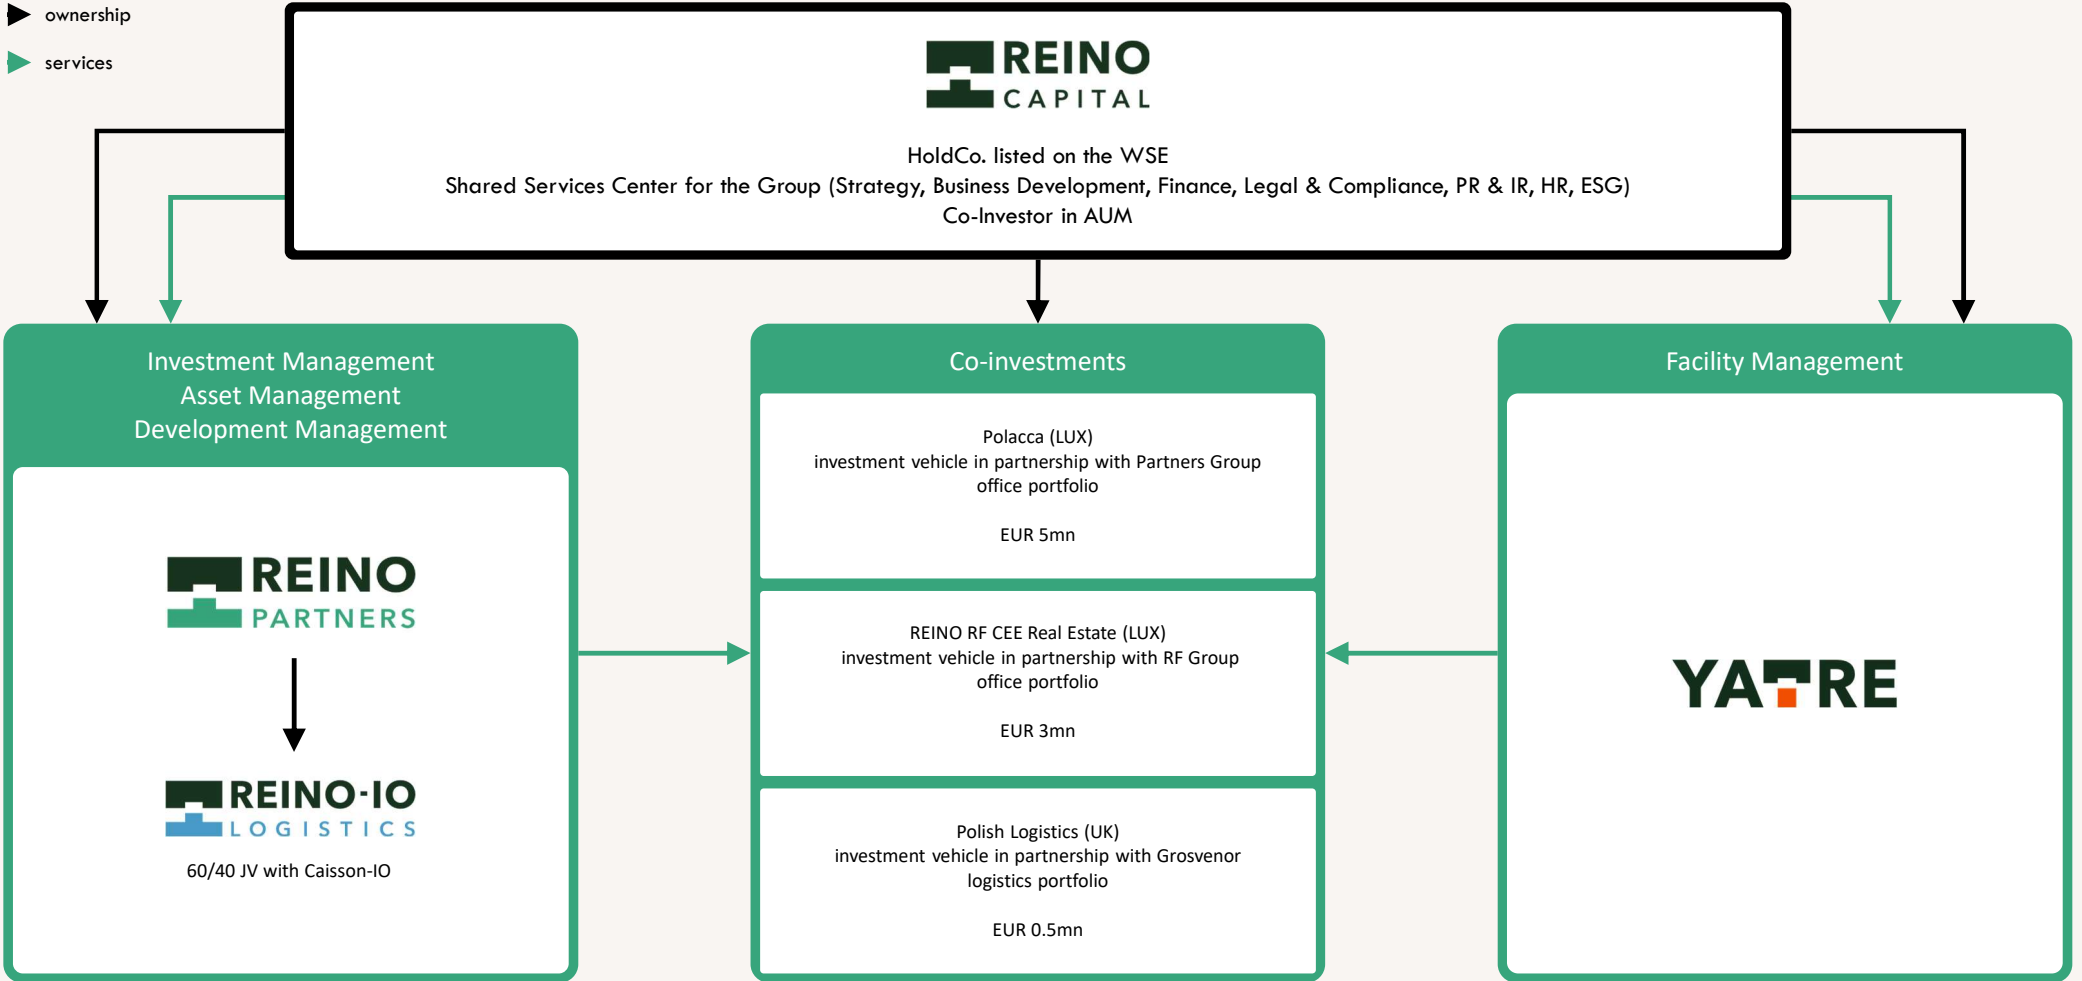 ownership
services
REINO
CAPITAL
HoldCo. listed on the WSE
Shared Services Center for the Group (Strategy, Business Development, Finance, Legal & Compliance, PR & IR, HR, ESG)
Co-Investor in AUM
Investment Management
Asset Management
Development Management
REINO
PARTNERS
REINO-IO
LOGISTICS
60/40 JV with Caisson-IO
Co-investments
Polacca (LUX)
investment vehicle in partnership with Partners Group
office portfolio
EUR 5mn
REINO RF CEE Real Estate (LUX)
investment vehicle in partnership with RF Group
office portfolio
EUR 3mn
Polish Logistics (UK)
investment vehicle in partnership with Grosvenor
logistics portfolio
EUR 0.5mn
Facility Management
YATRE